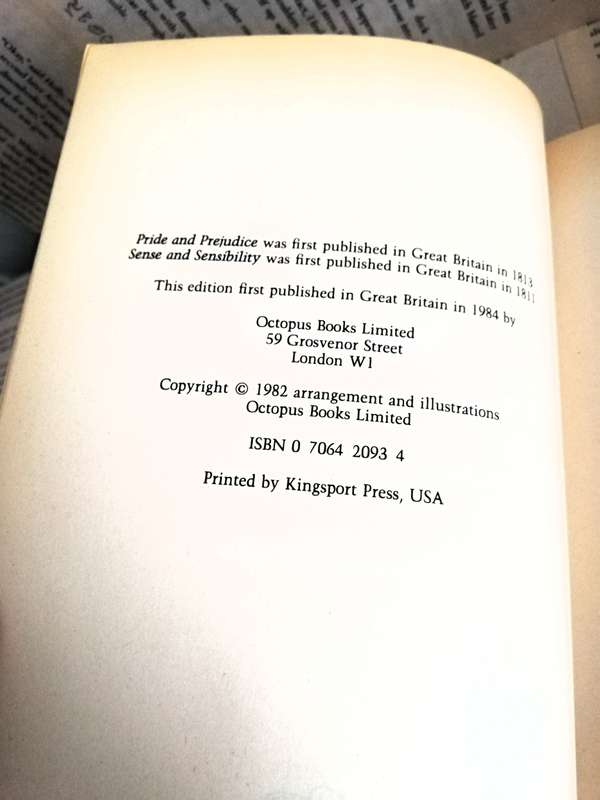 Pride and Prejudice was first published in Great Britain in 1813
Sense and Sensibility was first published in Great Britain in 1811
This edition first published in Great Britain in 1984 by
Octopus Books Limited
59 Grosvenor Street
London W1
Copyright © 1982 arrangement and illustrations
Octopus Books Limited
ISBN 0 7064 2093 4
Printed by Kingsport Press, USA